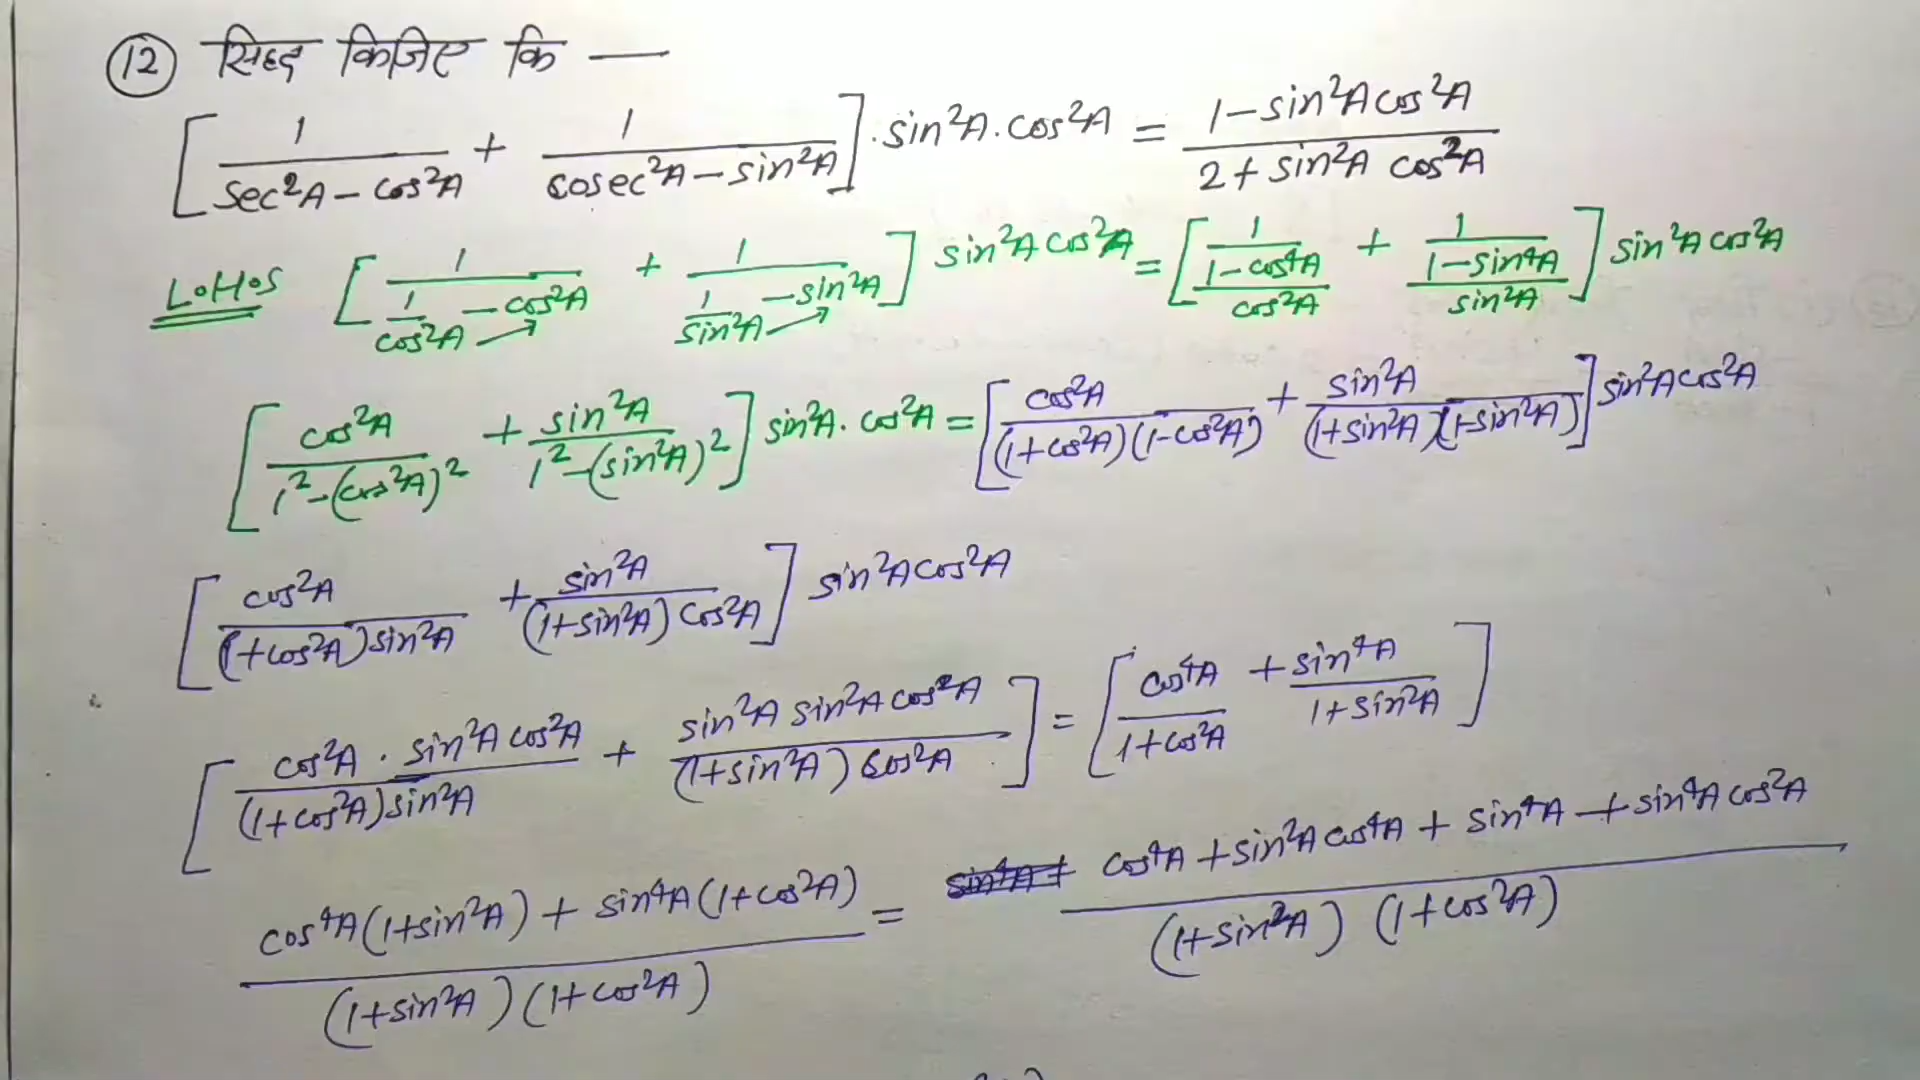 12 सिद्द किजिए कि —
[1/(sec²A – cos²A) + 1/(cosec²A – sin²A)] · sin²A · cos²A = (1 – sin²A cos²A)/(2 + sin²A cos²A)
L.H.S [1/(1/cos²A – cos²A) + 1/(1/sin²A – sin²A)] sin²A cos²A = [1/((1 – cos⁴A)/cos²A) + 1/((1 – sin⁴A)/sin²A)] sin²A cos²A
[cos²A/(1² – (cos²A)²) + sin²A/(1² – (sin²A)²)] sin²A · cos²A = [cos²A/((1 + cos²A)(1 – cos²A)) + sin²A/((1 + sin²A)(1 – sin²A))] sin²A cos²A
[cos²A/((1 + cos²A) sin²A) + sin²A/((1 + sin²A) cos²A)] sin²A cos²A
[cos²A · sin²A cos²A/((1 + cos²A) sin²A) + sin²A sin²A cos²A/((1 + sin²A) cos²A)] = [cos⁴A/(1 + cos²A) + sin⁴A/(1 + sin²A)]
(cos⁴A (1 + sin²A) + sin⁴A (1 + cos²A))/((1 + sin²A)(1 + cos²A)) = (cos⁴A + sin²A cos⁴A + sin⁴A + sin⁴A cos²A)/((1 + sin²A)(1 + cos²A))